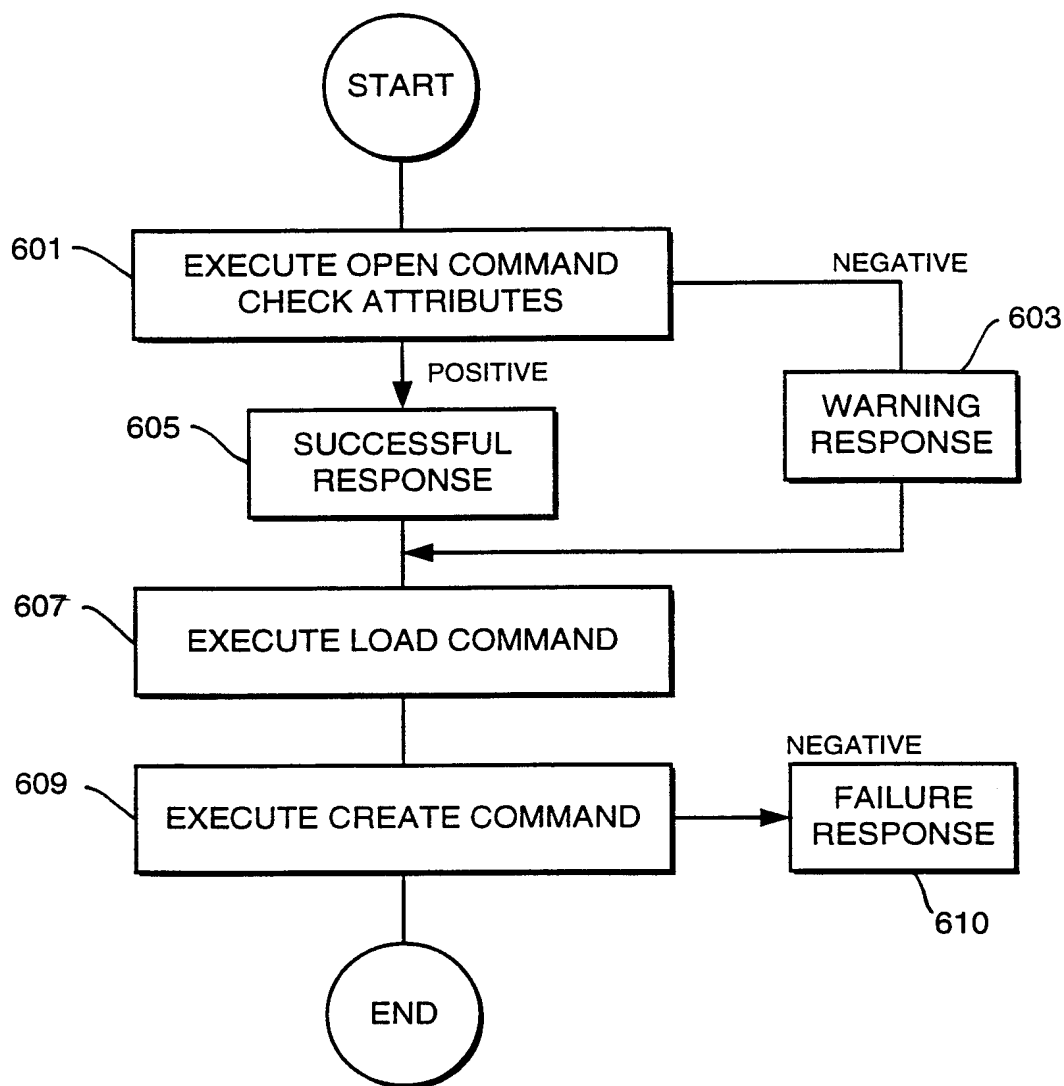 START
601
EXECUTE OPEN COMMAND
CHECK ATTRIBUTES
NEGATIVE
603
POSITIVE
WARNING
RESPONSE
605
SUCCESSFUL
RESPONSE
607
EXECUTE LOAD COMMAND
609
EXECUTE CREATE COMMAND
NEGATIVE
FAILURE
RESPONSE
610
END